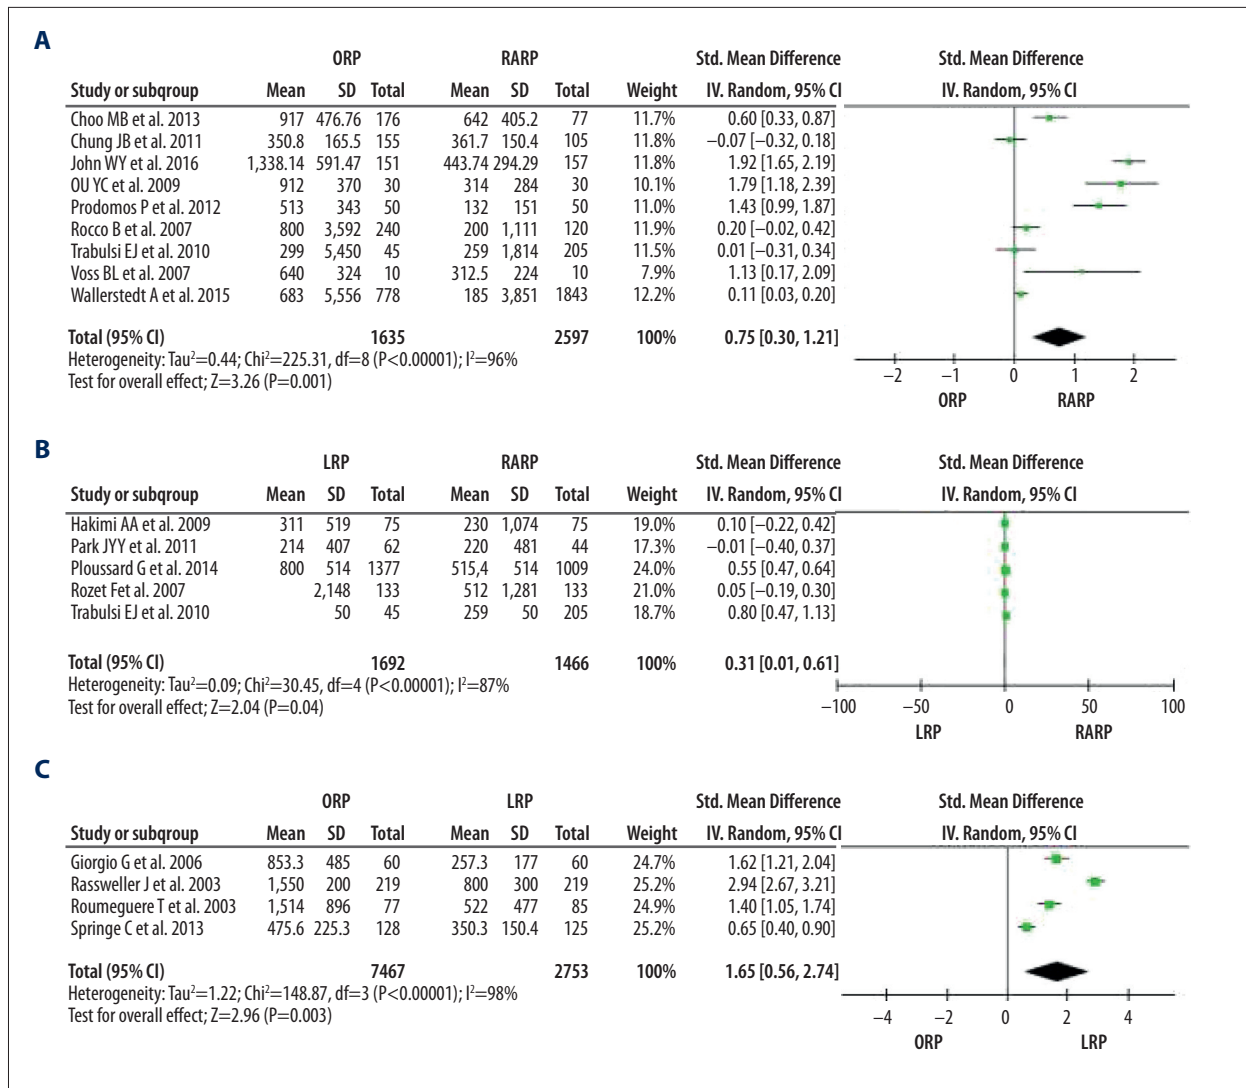 A
ORP RARP Std. Mean Difference Std. Mean Difference
Study or subqroup Mean SD Total Mean SD Total Weight IV. Random, 95% CI IV. Random, 95% CI
Choo MB et al. 2013 917 476.76 176 642 405.2 77 11.7% 0.60 [0.33, 0.87]
Chung JB et al. 2011 350.8 165.5 155 361.7 150.4 105 11.8% −0.07 [−0.32, 0.18]
John WY et al. 2016 1,338.14 591.47 151 443.74 294.29 157 11.8% 1.92 [1.65, 2.19]
OU YC et al. 2009 912 370 30 314 284 30 10.1% 1.79 [1.18, 2.39]
Prodomos P et al. 2012 513 343 50 132 151 50 11.0% 1.43 [0.99, 1.87]
Rocco B et al. 2007 800 3,592 240 200 1,111 120 11.9% 0.20 [−0.02, 0.42]
Trabulsi EJ et al. 2010 299 5,450 45 259 1,814 205 11.5% 0.01 [−0.31, 0.34]
Voss BL et al. 2007 640 324 10 312.5 224 10 7.9% 1.13 [0.17, 2.09]
Wallerstedt A et al. 2015 683 5,556 778 185 3,851 1843 12.2% 0.11 [0.03, 0.20]
Total (95% CI) 1635 2597 100% 0.75 [0.30, 1.21]
Heterogeneity: Tau²=0.44; Chi²=225.31, df=8 (P<0.00001); I²=96%
Test for overall effect; Z=3.26 (P=0.001)
−2 −1 0 1 2
ORP RARP
B
LRP RARP Std. Mean Difference Std. Mean Difference
Study or subqroup Mean SD Total Mean SD Total Weight IV. Random, 95% CI IV. Random, 95% CI
Hakimi AA et al. 2009 311 519 75 230 1,074 75 19.0% 0.10 [−0.22, 0.42]
Park JYY et al. 2011 214 407 62 220 481 44 17.3% −0.01 [−0.40, 0.37]
Ploussard G et al. 2014 800 514 1377 515,4 514 1009 24.0% 0.55 [0.47, 0.64]
Rozet Fet al. 2007 2,148 133 512 1,281 133 21.0% 0.05 [−0.19, 0.30]
Trabulsi EJ et al. 2010 50 45 259 50 205 18.7% 0.80 [0.47, 1.13]
Total (95% CI) 1692 1466 100% 0.31 [0.01, 0.61]
Heterogeneity: Tau²=0.09; Chi²=30.45, df=4 (P<0.00001); I²=87%
Test for overall effect; Z=2.04 (P=0.04)
−100 −50 0 50 100
LRP RARP
C
ORP LRP Std. Mean Difference Std. Mean Difference
Study or subqroup Mean SD Total Mean SD Total Weight IV. Random, 95% CI IV. Random, 95% CI
Giorgio G et al. 2006 853.3 485 60 257.3 177 60 24.7% 1.62 [1.21, 2.04]
Rassweller J et al. 2003 1,550 200 219 800 300 219 25.2% 2.94 [2.67, 3.21]
Roumeguere T et al. 2003 1,514 896 77 522 477 85 24.9% 1.40 [1.05, 1.74]
Springe C et al. 2013 475.6 225.3 128 350.3 150.4 125 25.2% 0.65 [0.40, 0.90]
Total (95% CI) 7467 2753 100% 1.65 [0.56, 2.74]
Heterogeneity: Tau²=1.22; Chi²=148.87, df=3 (P<0.00001); I²=98%
Test for overall effect; Z=2.96 (P=0.003)
−4 −2 0 2 4
ORP LRP